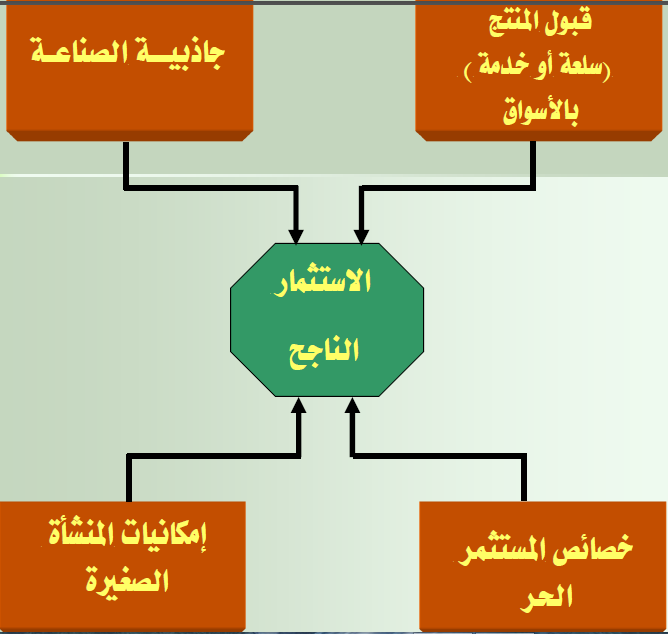 قبول المنتج
(سلعة أو خدمة )
بالأسواق
جاذبيـــة الصناعـة
الاستثمار
الناجح
خصائص المستثمر
الحر
إمكانيات المنشأة
الصغيرة